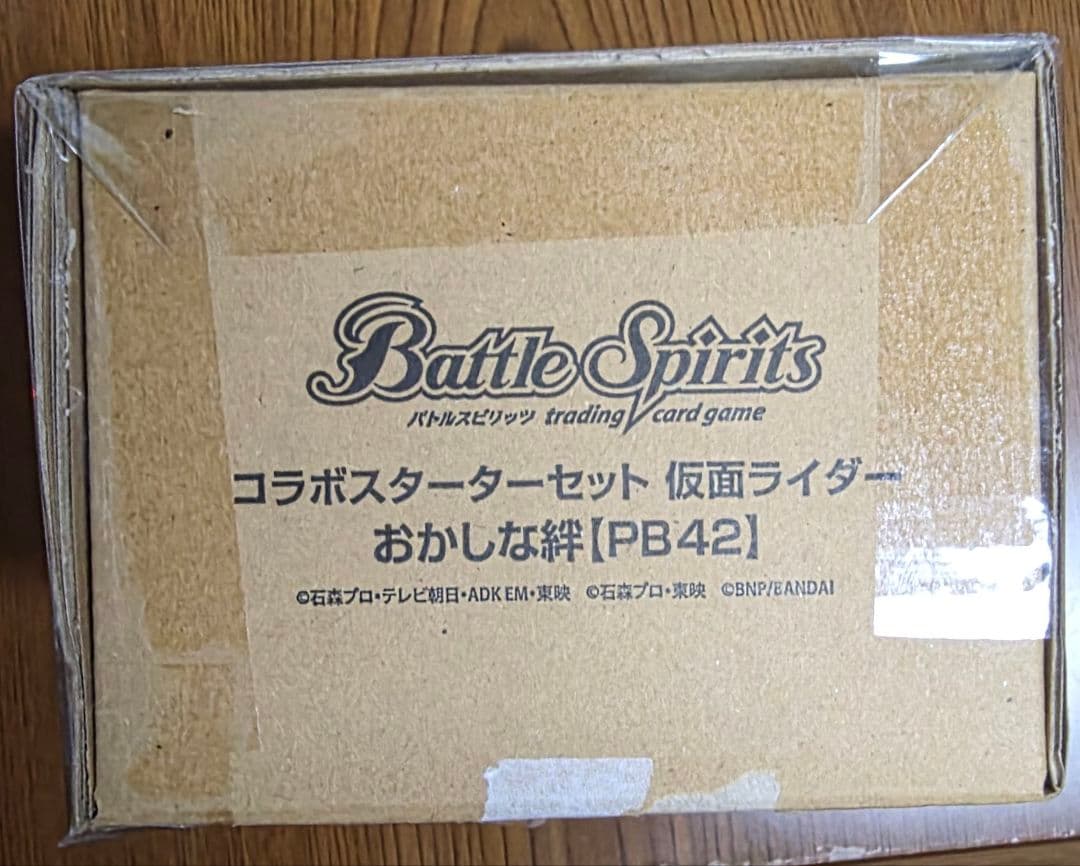 Battle Spirits
バトルスピリッツ trading card game
コラボスターターセット 仮面ライダー
おかしな絆【PB42】
©石森プロ・テレビ朝日・ADK EM・東映 ©石森プロ・東映 ©BNP/BANDAI